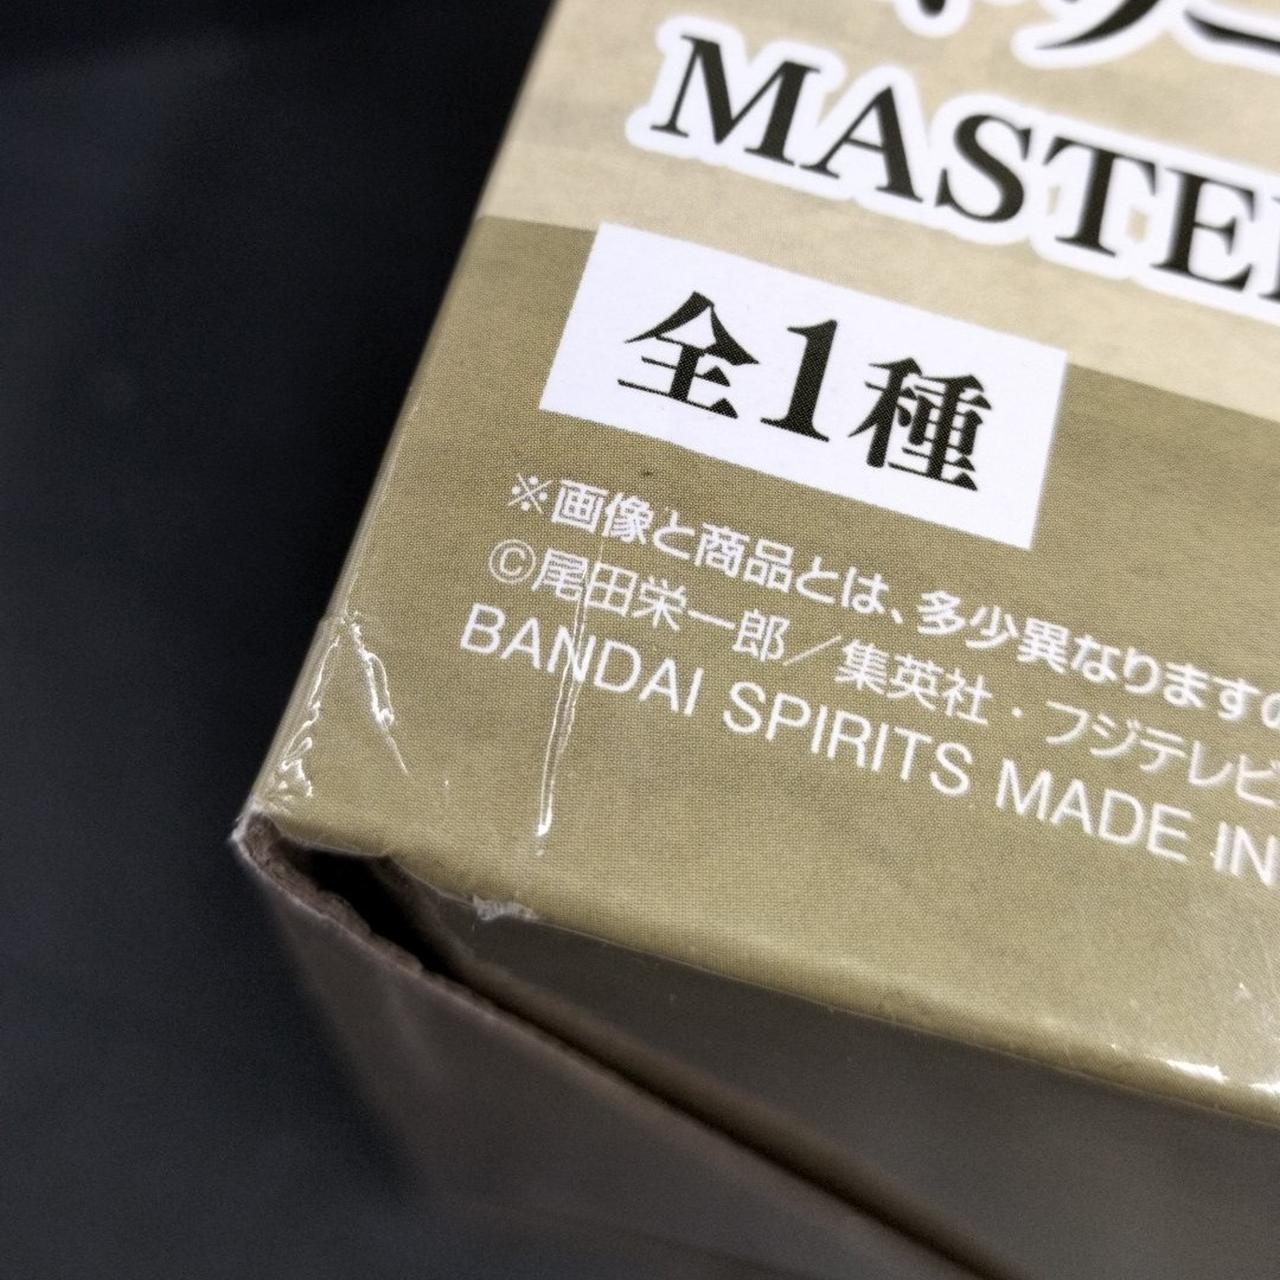 MASTE
全1種
※画像と商品とは、多少異なります
©尾田栄一郎／集英社・フジテレビ
BANDAI SPIRITS MADE IN